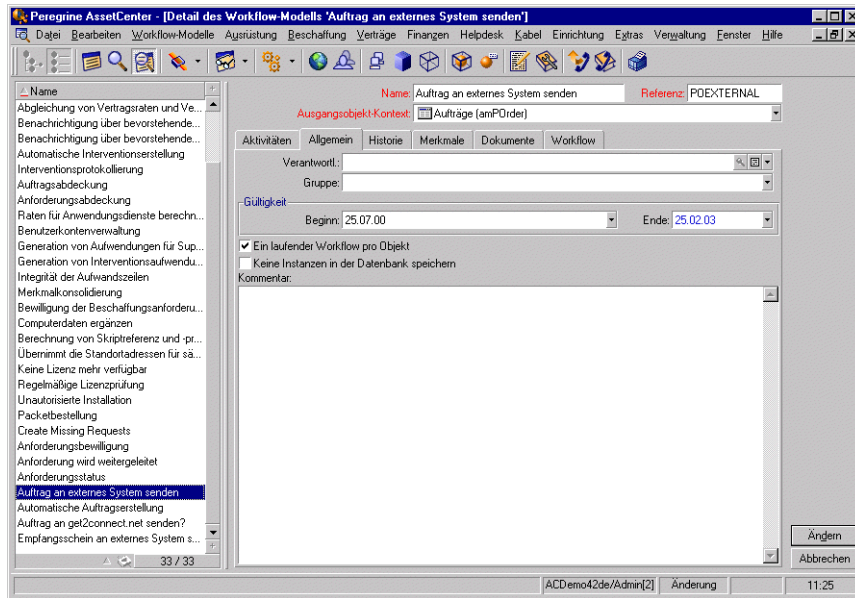 Peregrine AssetCenter - [Detail des Workflow-Modells 'Auftrag an externes System senden']
Datei Bearbeiten Workflow-Modelle Ausrüstung Beschaffung Verträge Finanzen Helpdesk Kabel Einrichtung Extras Verwaltung Fenster Hilfe
Name
Abgleichung von Vertragsraten und Ve...
Benachrichtigung über bevorstehende...
Benachrichtigung über bevorstehende...
Automatische Interventionserstellung
Interventionsprotokollierung
Auftragsabdeckung
Anforderungsabdeckung
Raten für Anwendungsdienste berechn...
Benutzerkontenverwaltung
Generation von Aufwendungen für Sup...
Generation von Interventionsaufwendu...
Integrität der Aufwandszeilen
Merkmalkonsolidierung
Bewilligung der Beschaffungsanforderu...
Computerdaten ergänzen
Berechnung von Skriptreferenz und -pr...
Übernimmt die Standortadressen für sä...
Keine Lizenz mehr verfügbar
Regelmäßige Lizenzprüfung
Unautorisierte Installation
Packetbestellung
Create Missing Requests
Anforderungsbewilligung
Anforderung wird weitergeleitet
Anforderungsstatus
Auftrag an externes System senden
Automatische Auftragserstellung
Auftrag an get2connect.net senden?
Empfangsschein an externes System s...
33 / 33
Name: Auftrag an externes System senden Referenz: POEXTERNAL
Ausgangsobjekt-Kontext: Aufträge (amPOrder)
Aktivitäten Allgemein Historie Merkmale Dokumente Workflow
Verantwortl.:
Gruppe:
Gültigkeit
Beginn: 25.07.00 Ende: 25.02.03
Ein laufender Workflow pro Objekt
Keine Instanzen in der Datenbank speichern
Kommentar:
Ändern
Abbrechen
ACDemo42de/Admin[2] Änderung 11:25